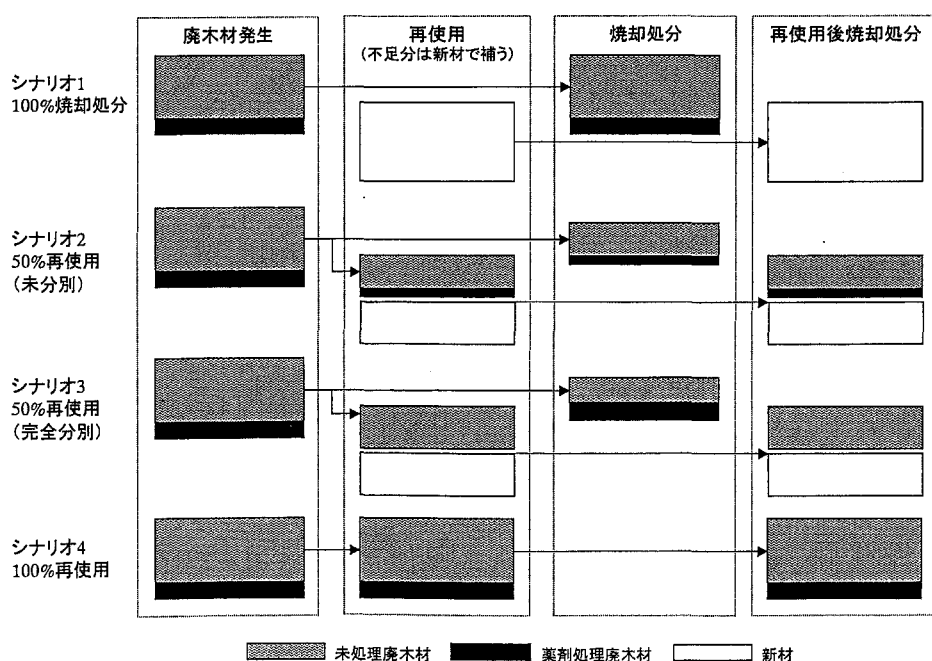 廃木材発生
再使用
(不足分は新材で補う)
焼却処分
再使用後焼却処分
シナリオ1
100%焼却処分
シナリオ2
50%再使用
(未分別)
シナリオ3
50%再使用
(完全分別)
シナリオ4
100%再使用
未処理廃木材
薬剤処理廃木材
新材